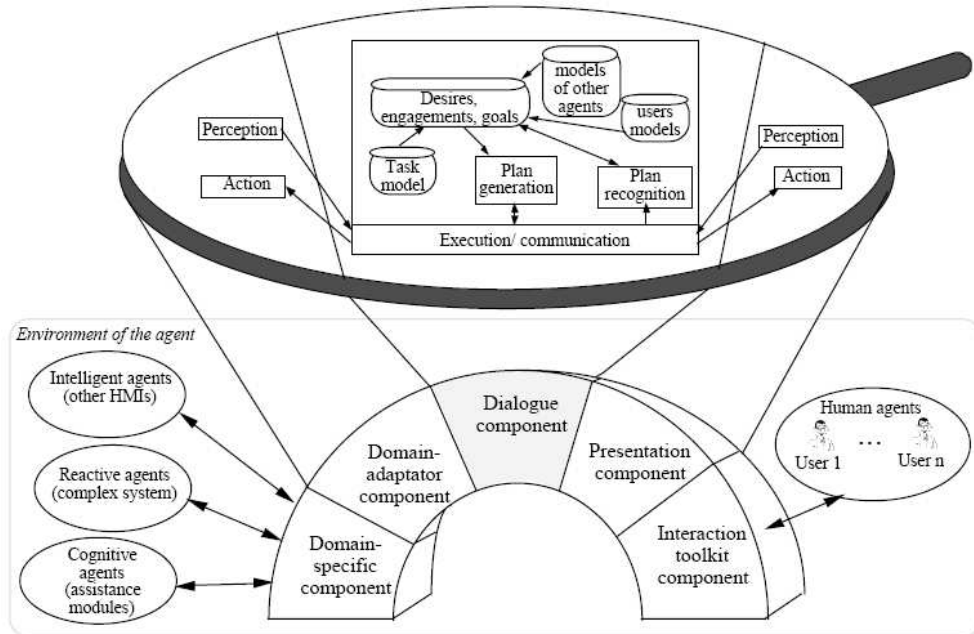 models
of other
agents
Desires,
engagements, goals
users
models
Perception
Perception
Task
model
Plan
generation
Plan
recognition
Action
Action
Execution/ communication
Environment of the agent
Intelligent agents
(other HMIs)
Dialogue
component
Human agents
...
User 1
User n
Domain-
adaptator
component
Presentation
component
Reactive agents
(complex system)
Domain-
specific
component
Interaction
toolkit
component
Cognitive
agents
(assistance
modules)